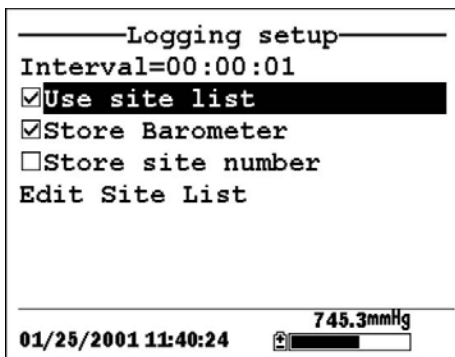 Logging setup
Interval=00:00:01
Use site list
Store Barometer
Store site number
Edit Site List
745.3mmHg
01/25/2001 11:40:24